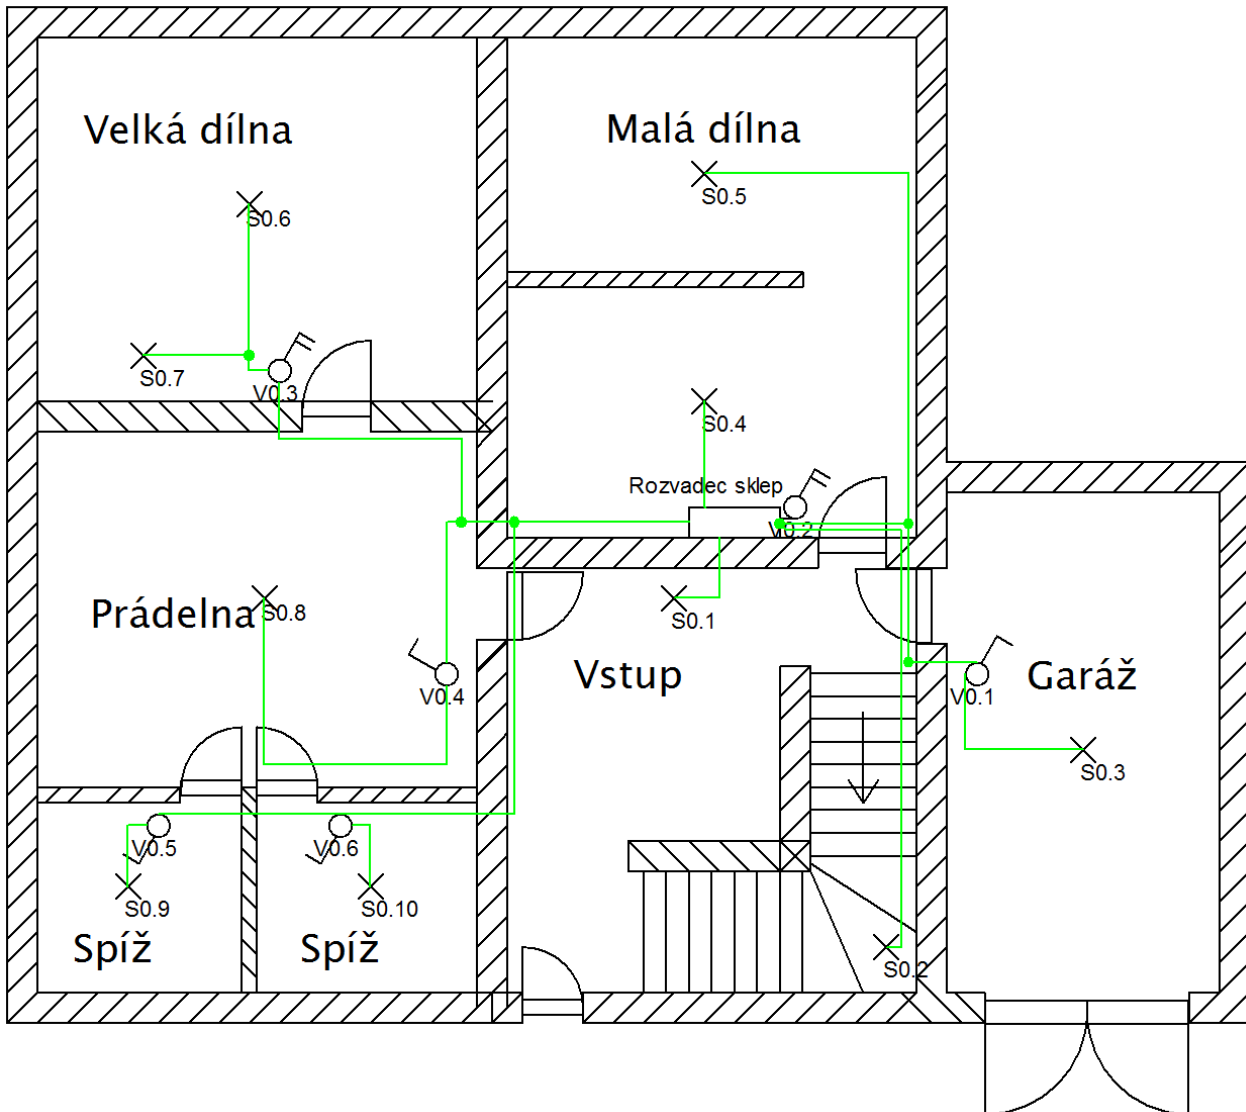 Velká dílna
Malá dílna
S0.5
S0.6
S0.7
V0.3
S0.4
Rozvadec sklep
V0.2
Prádelna
S0.8
S0.1
Vstup
V0.4
V0.1
Garáž
S0.3
V0.5
V0.6
S0.9
S0.10
Spíž
Spíž
S0.2